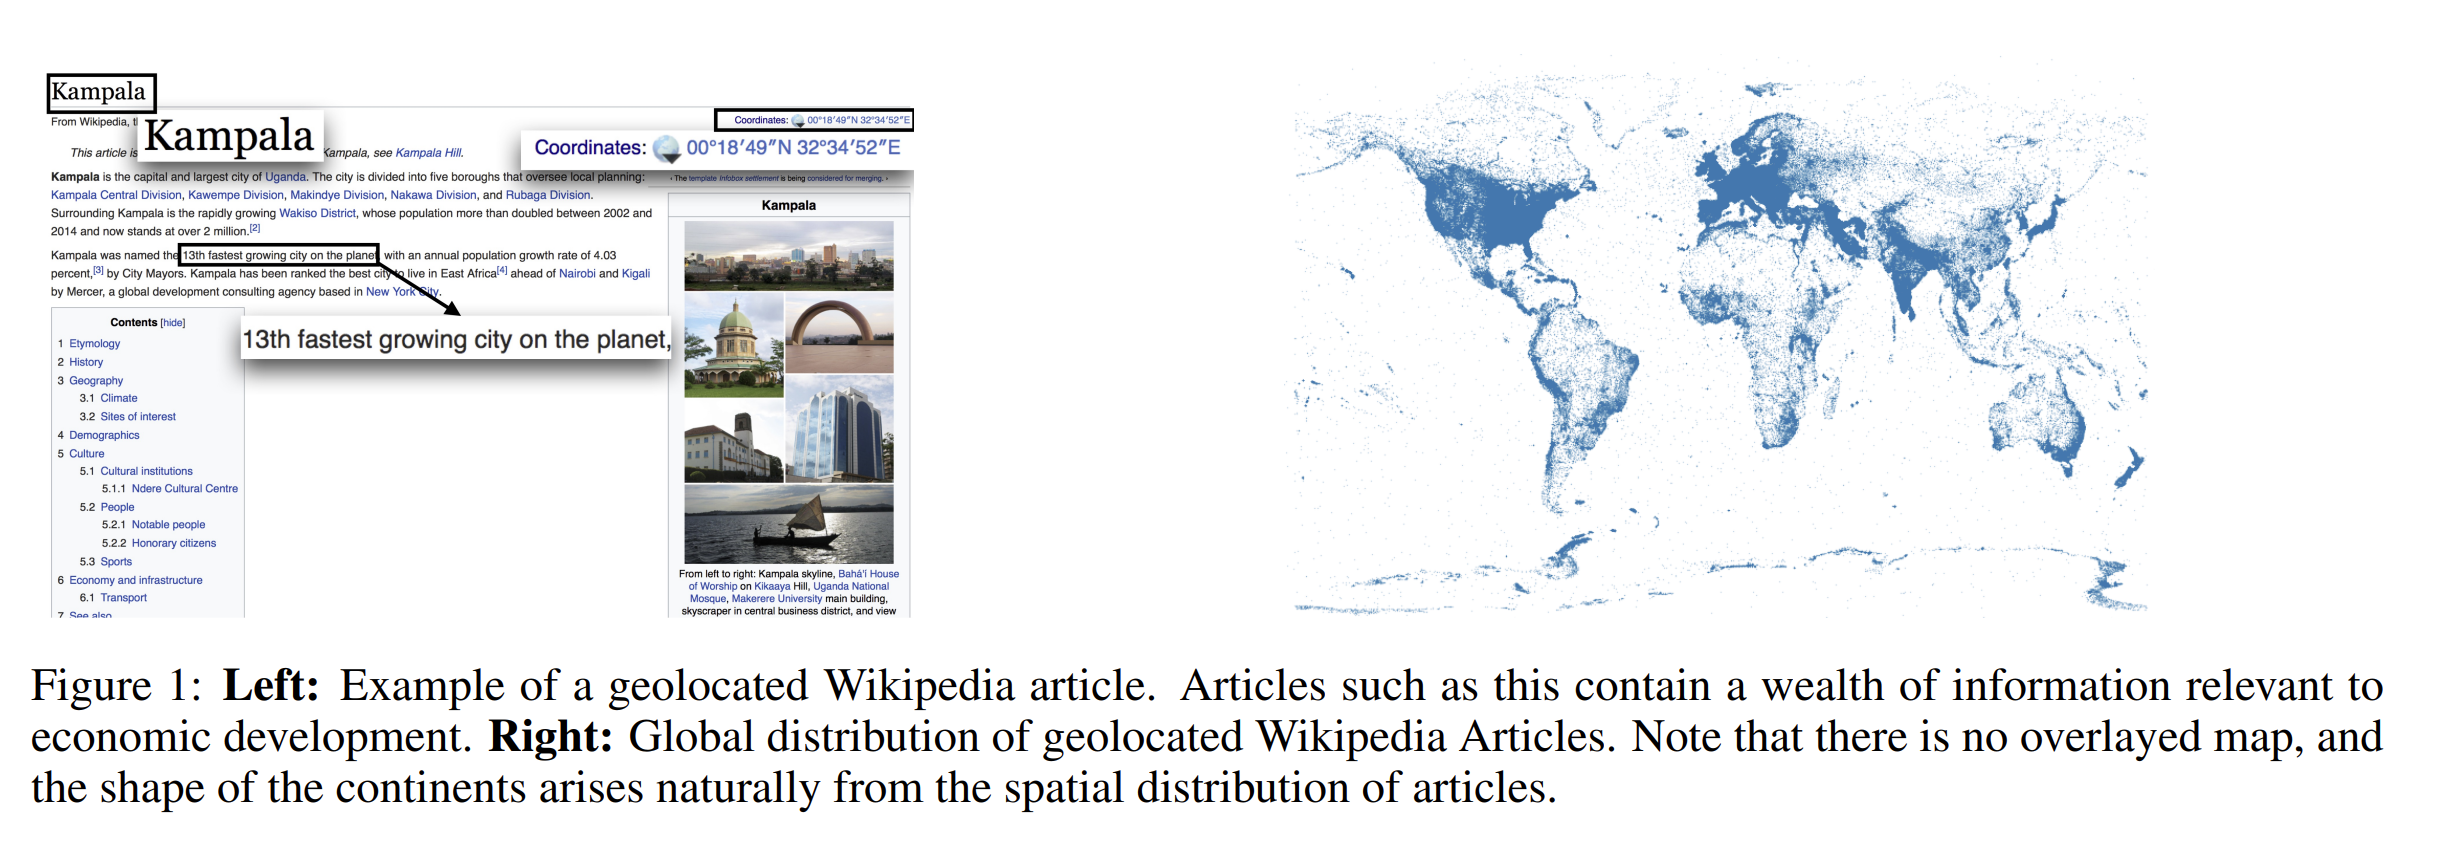 Kampala
Kampala
From Wikipedia, t
Coordinates: 00°18′49″N 32°34′52″E
Coordinates: 00°18′49″N 32°34′52″E
This article is Kampala, see Kampala Hill.
Kampala is the capital and largest city of Uganda. The city is divided into five boroughs that oversee local planning:
Kampala Central Division, Kawempe Division, Makindye Division, Nakawa Division, and Rubaga Division.
Surrounding Kampala is the rapidly growing Wakiso District, whose population more than doubled between 2002 and
2014 and now stands at over 2 million.[2]
Kampala was named the 13th fastest growing city on the planet, with an annual population growth rate of 4.03
percent,[3] by City Mayors. Kampala has been ranked the best city to live in East Africa[4] ahead of Nairobi and Kigali
by Mercer, a global development consulting agency based in New York City.
13th fastest growing city on the planet,
Contents [hide]
1 Etymology
2 History
3 Geography
3.1 Climate
3.2 Sites of interest
4 Demographics
5 Culture
5.1 Cultural institutions
5.1.1 Ndere Cultural Centre
5.2 People
5.2.1 Notable people
5.2.2 Honorary citizens
5.3 Sports
6 Economy and infrastructure
6.1 Transport
7 See also
‹ The template Infobox settlement is being considered for merging. ›
Kampala
From left to right: Kampala skyline, Bahá'í House
of Worship on Kikaaya Hill, Uganda National
Mosque, Makerere University main building,
skyscraper in central business district, and view
Figure 1: Left: Example of a geolocated Wikipedia article. Articles such as this contain a wealth of information relevant to
economic development. Right: Global distribution of geolocated Wikipedia Articles. Note that there is no overlayed map, and
the shape of the continents arises naturally from the spatial distribution of articles.